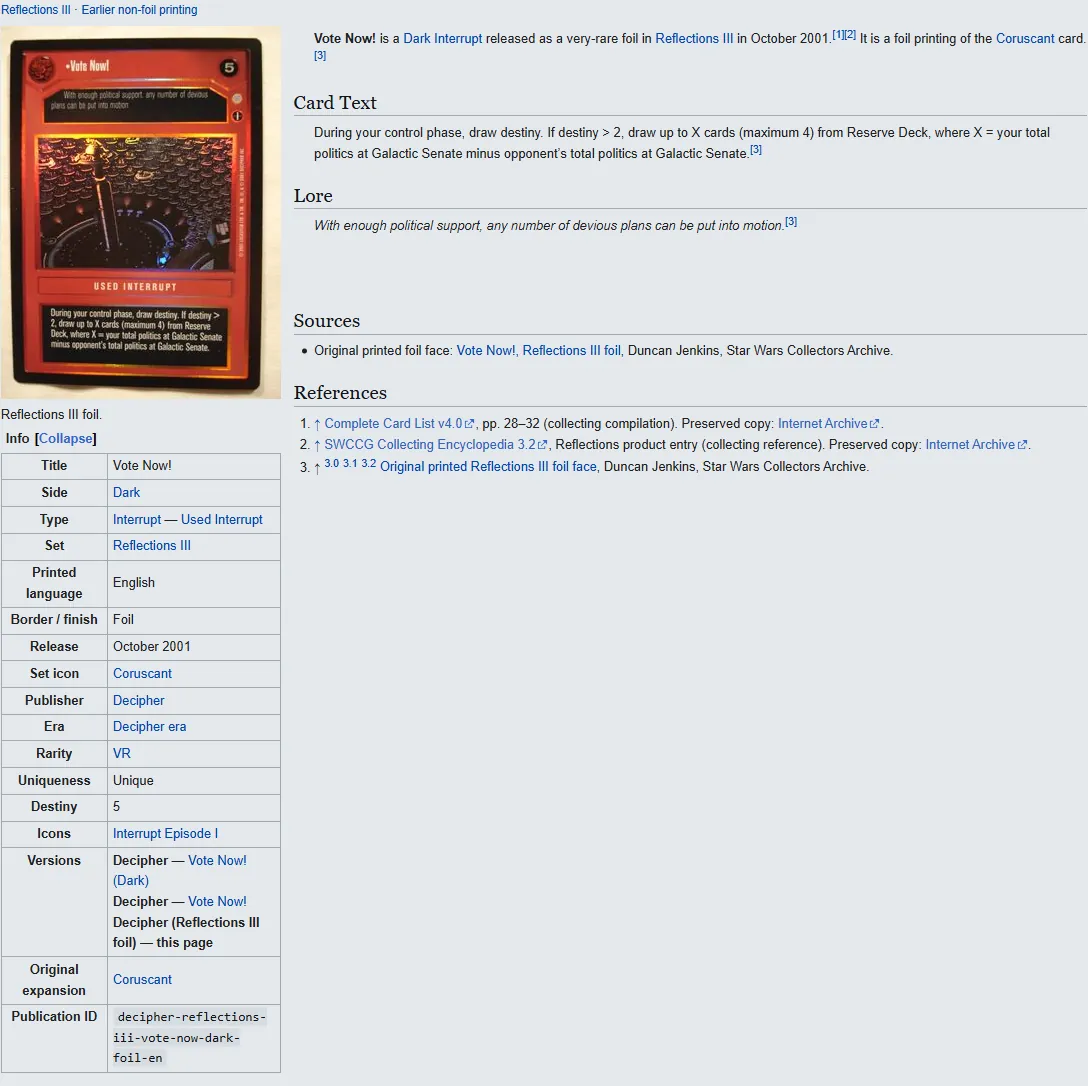 Reflections III · Earlier non-foil printing
•Vote Now!
5
With enough political support, any number of devious
plans can be put into motion
USED INTERRUPT
During your control phase, draw destiny. If destiny >
2, draw up to X cards (maximum 4) from Reserve
Deck, where X = your total politics at Galactic Senate
minus opponent's total politics at Galactic Senate.
Reflections III foil.
Info [Collapse]
Title Vote Now!
Side Dark
Type Interrupt — Used Interrupt
Set Reflections III
Printed
language English
Border / finish Foil
Release October 2001
Set icon Coruscant
Publisher Decipher
Era Decipher era
Rarity VR
Uniqueness Unique
Destiny 5
Icons Interrupt Episode I
Versions Decipher — Vote Now!
(Dark)
Decipher — Vote Now!
Decipher (Reflections III
foil) — this page
Original
expansion Coruscant
Publication ID decipher-reflections-
iii-vote-now-dark-
foil-en
Vote Now! is a Dark Interrupt released as a very-rare foil in Reflections III in October 2001.[1][2] It is a foil printing of the Coruscant card.
[3]
Card Text
During your control phase, draw destiny. If destiny > 2, draw up to X cards (maximum 4) from Reserve Deck, where X = your total
politics at Galactic Senate minus opponent's total politics at Galactic Senate.[3]
Lore
With enough political support, any number of devious plans can be put into motion.[3]
Sources
• Original printed foil face: Vote Now!, Reflections III foil, Duncan Jenkins, Star Wars Collectors Archive.
References
1. ↑ Complete Card List v4.0, pp. 28–32 (collecting compilation). Preserved copy: Internet Archive.
2. ↑ SWCCG Collecting Encyclopedia 3.2, Reflections product entry (collecting reference). Preserved copy: Internet Archive.
3. ↑ 3.0 3.1 3.2 Original printed Reflections III foil face, Duncan Jenkins, Star Wars Collectors Archive.